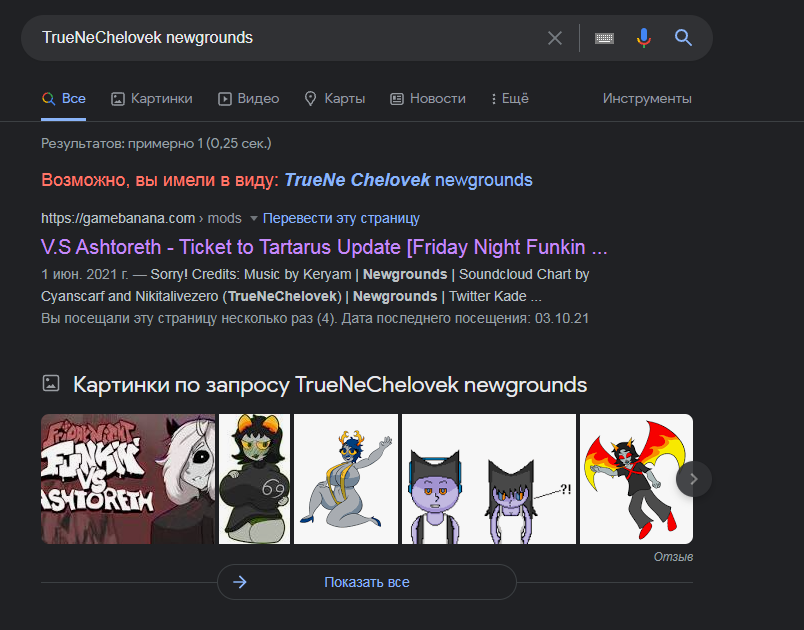 TrueNeChelovek newgrounds
Все Картинки Видео Карты Новости Ещё Инструменты
Результатов: примерно 1 (0,25 сек.)
Возможно, вы имели в виду: TrueNe Chelovek newgrounds
https://gamebanana.com › mods Перевести эту страницу
V.S Ashtoreth - Ticket to Tartarus Update [Friday Night Funkin ...
1 июн. 2021 г. — Sorry! Credits: Music by Keryam | Newgrounds | Soundcloud Chart by
Cyanscarf and Nikitalivezero (TrueNeChelovek) | Newgrounds | Twitter Kade ...
Вы посещали эту страницу несколько раз (4). Дата последнего посещения: 03.10.21
Картинки по запросу TrueNeChelovek newgrounds
FRIDAY NIGHT
FUNKIN'
VS
ASHTORETH
69
?!
Отзыв
Показать все